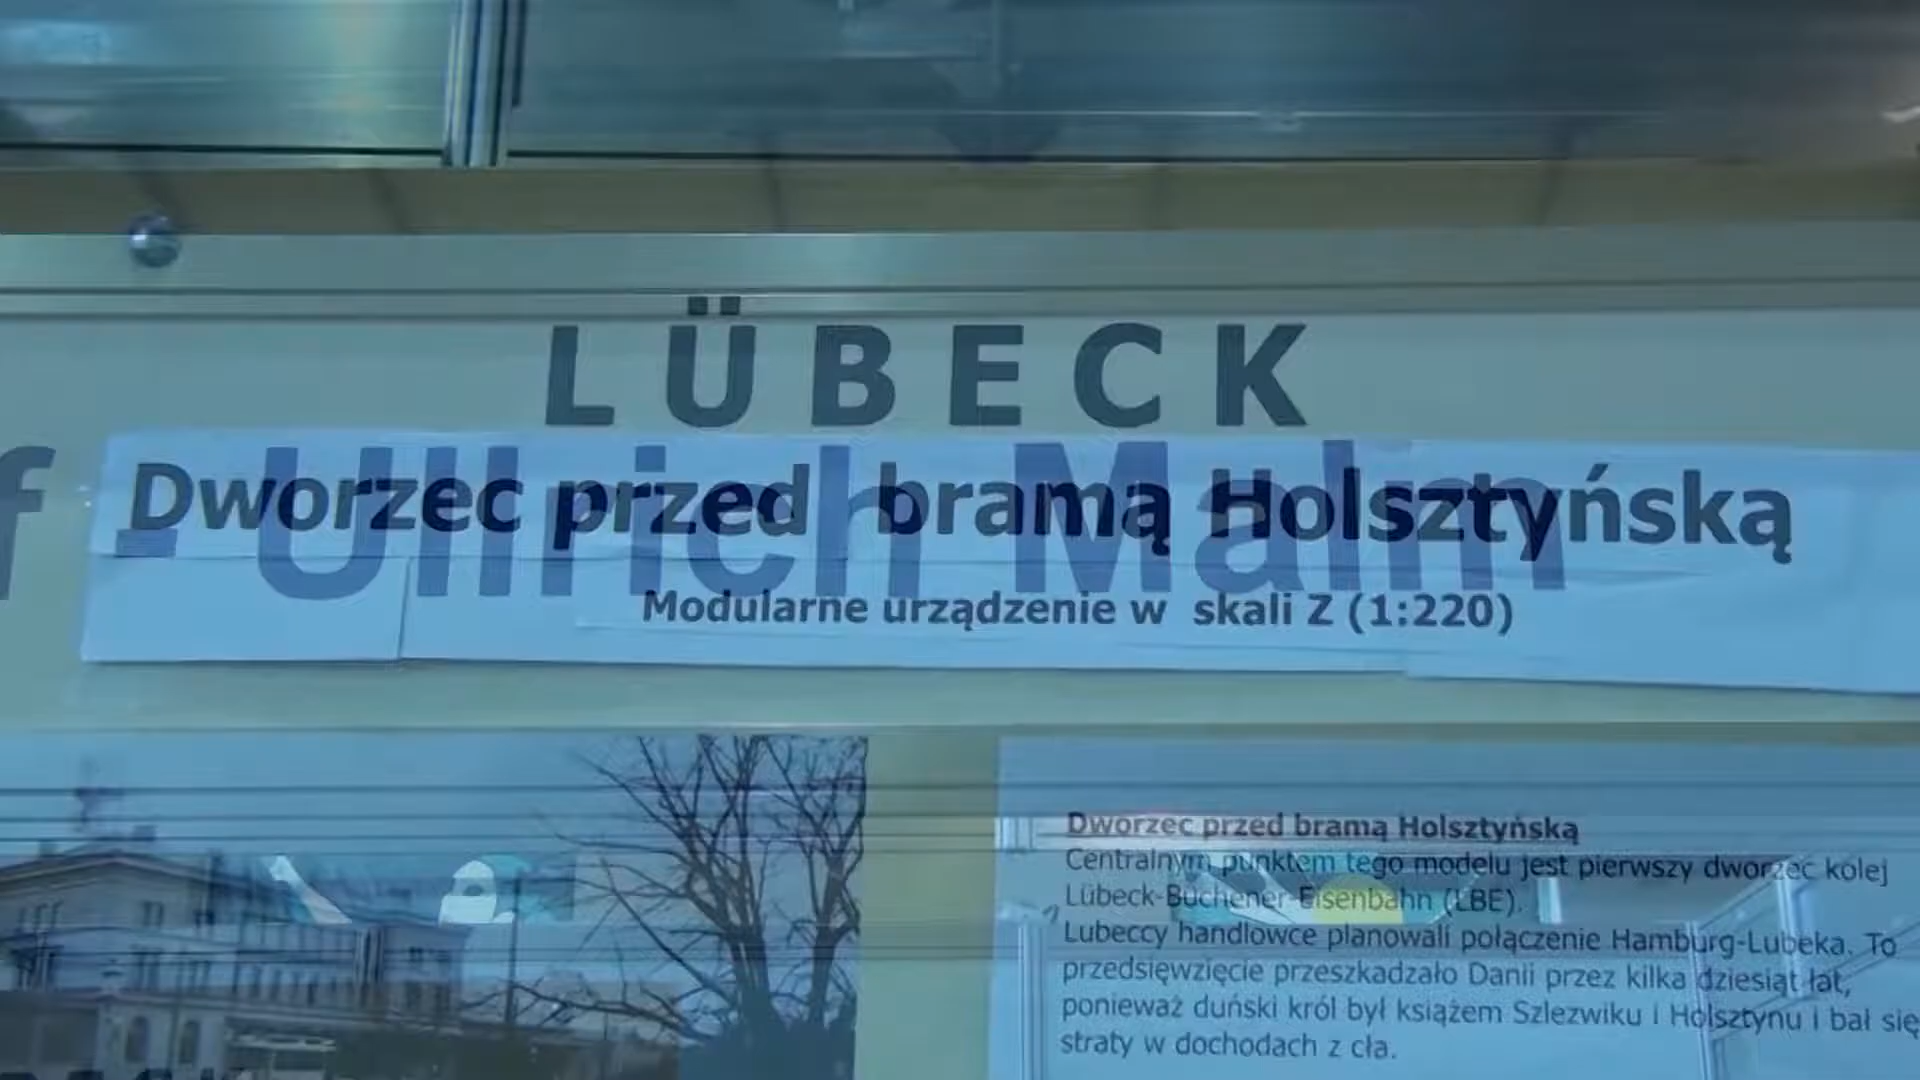 LÜBECK
Dworzec przed bramą Holsztyńską
f - Ullrich Malm
Modularne urządzenie w skali Z (1:220)
Dworzec przed bramą Holsztyńską
Centralnym punktem tego modelu jest pierwszy dworzec kolej
Lübeck-Büchener-Eisenbahn (LBE).
Lubeccy handlowce planowali połączenie Hamburg-Lubeka. To
przedsięwzięcie przeszkadzało Danii przez kilka dziesiąt lat,
ponieważ duński król był książem Szlezwiku i Holsztynu i bał się
straty w dochodach z cła.